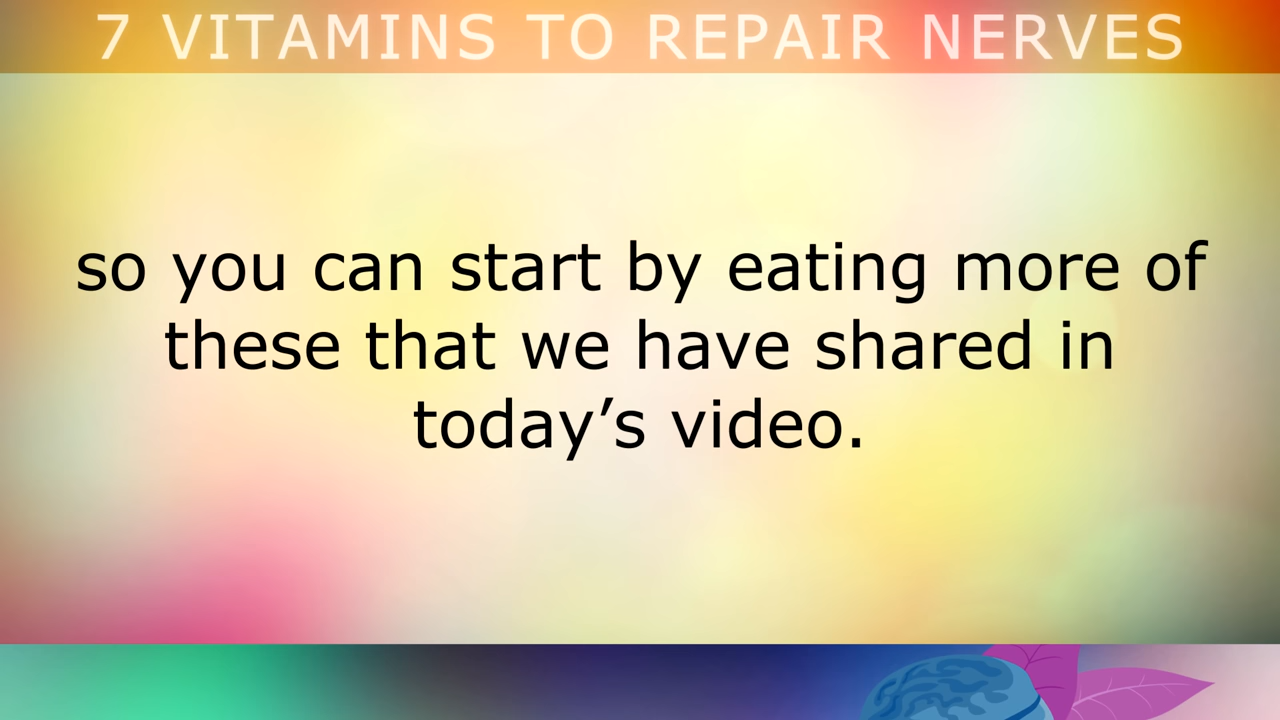 7 VITAMINS TO REPAIR NERVES
so you can start by eating more of
these that we have shared in
today’s video.